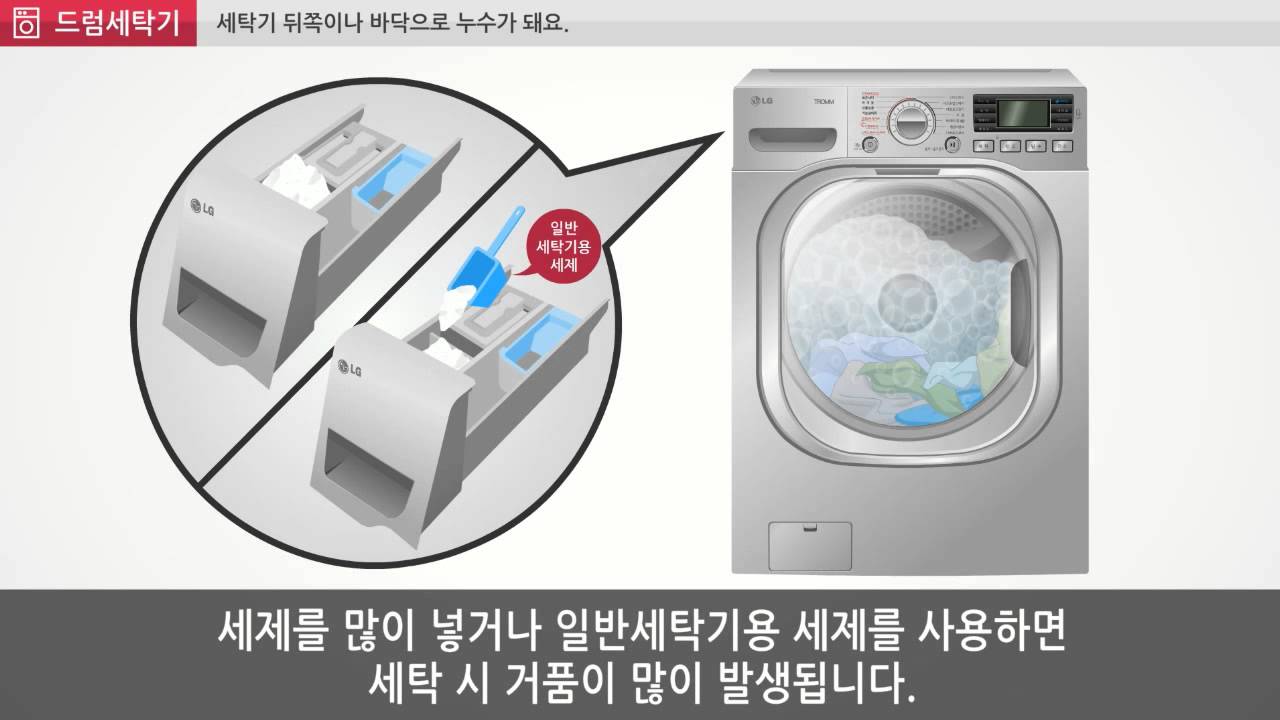 드럼세탁기
세탁기 뒤쪽이나 바닥으로 누수가 돼요.
LG
TROMM
LG
일반
세탁기용
세제
LG
세제를 많이 넣거나 일반세탁기용 세제를 사용하면
세탁 시 거품이 많이 발생됩니다.